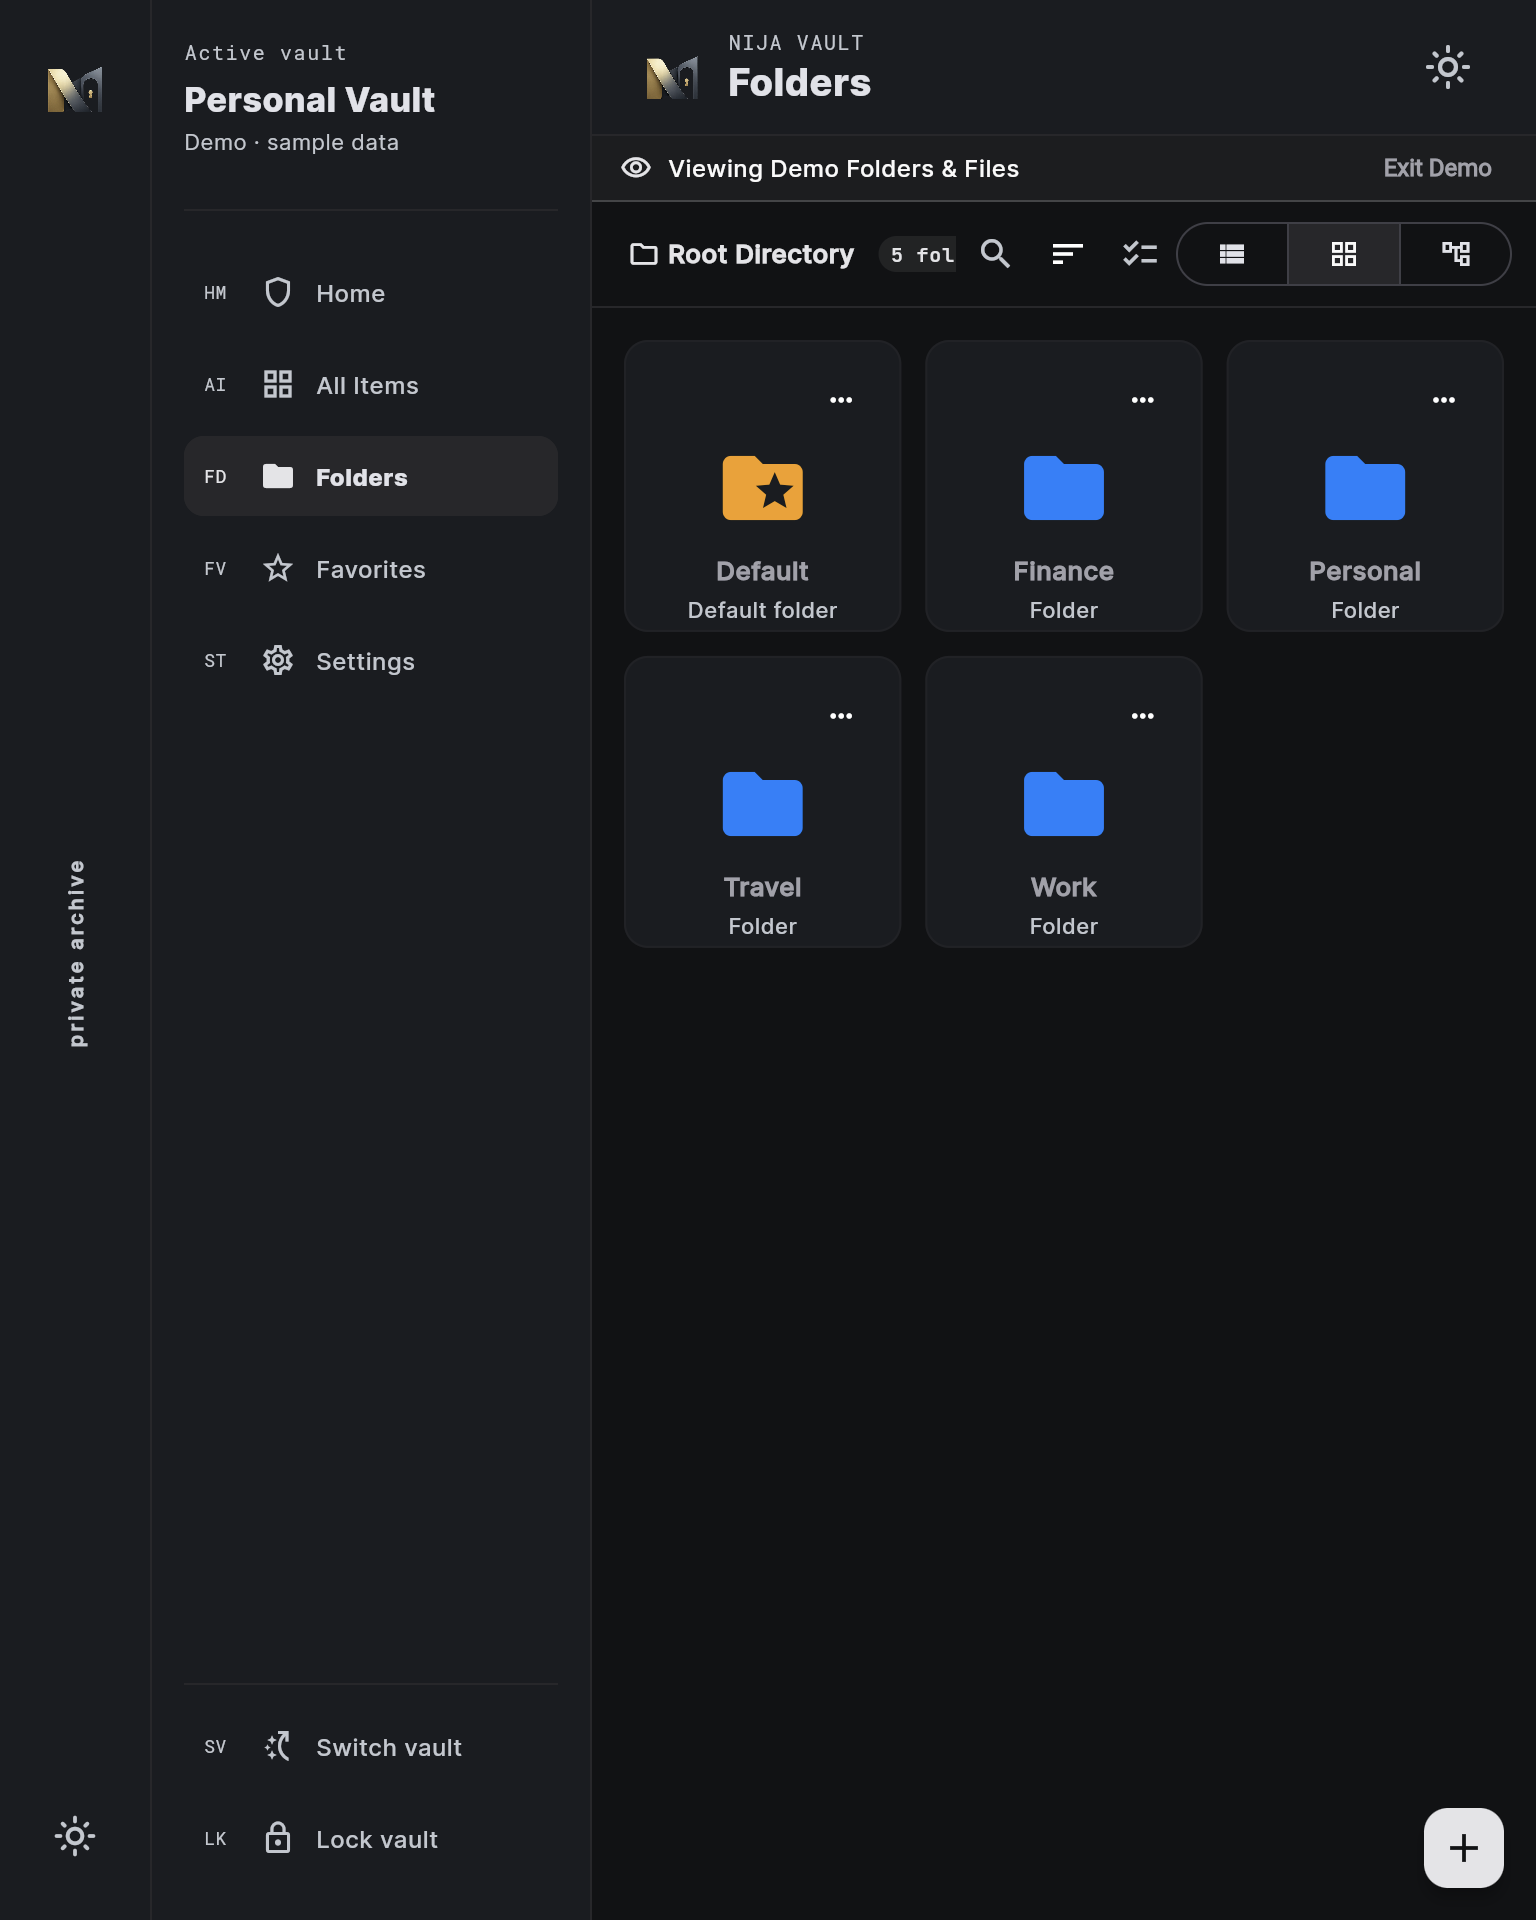 private archive
Active vault
Personal Vault
Demo · sample data
HM Home
AI All Items
FD Folders
FV Favorites
ST Settings
SV Switch vault
LK Lock vault
NIJA VAULT
Folders
Viewing Demo Folders & Files
Exit Demo
Root Directory
5 fol
Default
Default folder
Finance
Folder
Personal
Folder
Travel
Folder
Work
Folder